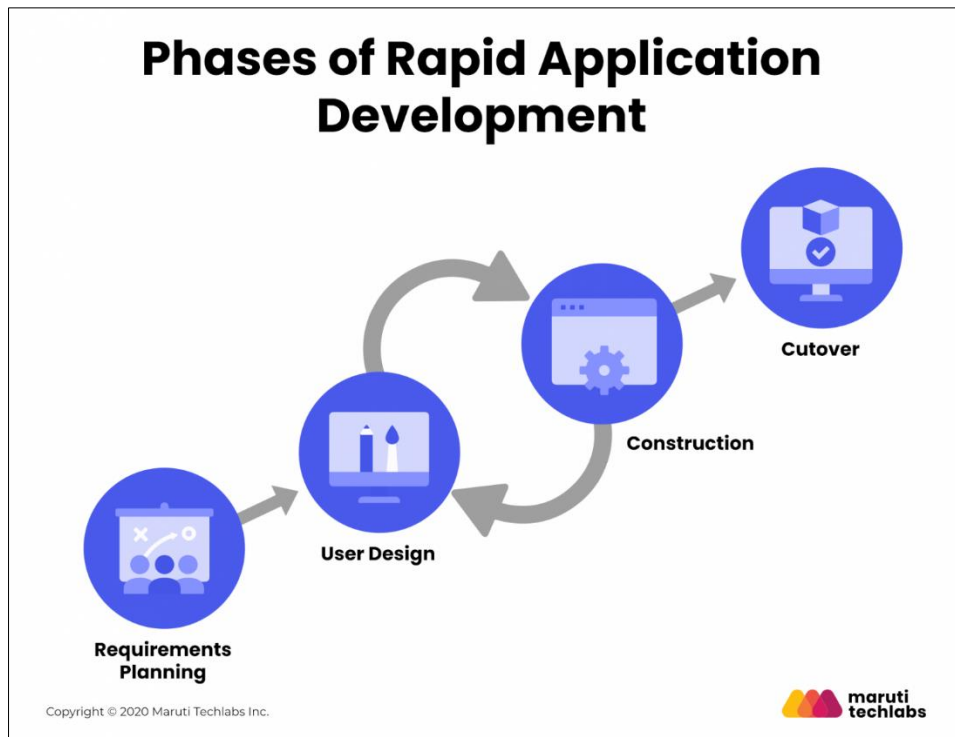 Phases of Rapid Application
Development
Cutover
Construction
User Design
Requirements
Planning
Copyright © 2020 Maruti Techlabs Inc.
maruti
techlabs